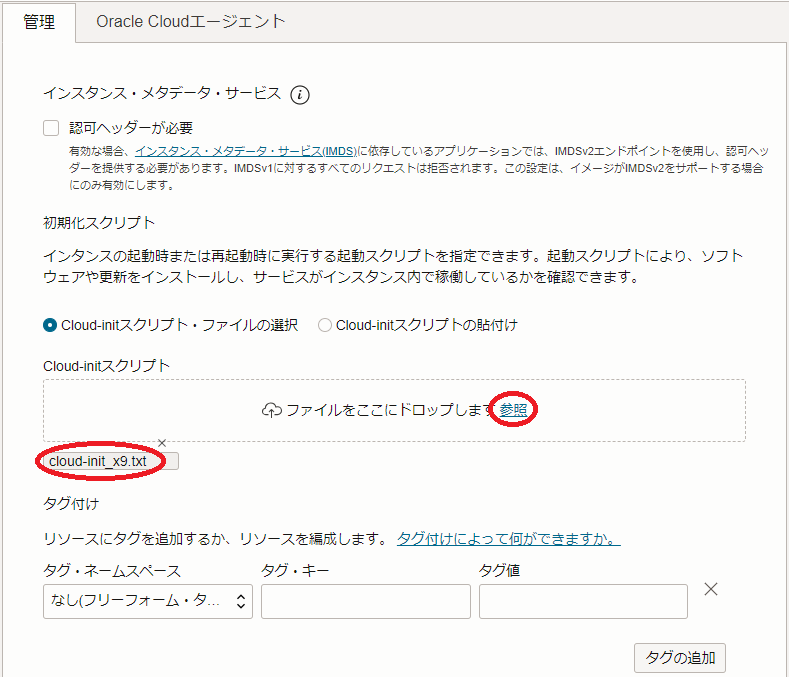 管理
Oracle Cloudエージェント
インスタンス・メタデータ・サービス
認可ヘッダーが必要
有効な場合、インスタンス・メタデータ・サービス(IMDS)に依存しているアプリケーションでは、IMDSv2エンドポイントを使用し、認可ヘッ
ダーを提供する必要があります。IMDSv1に対するすべてのリクエストは拒否されます。この設定は、イメージがIMDSv2をサポートする場合
にのみ有効にします。
初期化スクリプト
インタンスの起動時または再起動時に実行する起動スクリプトを指定できます。起動スクリプトにより、ソフト
ウェアや更新をインストールし、サービスがインスタンス内で稼働しているかを確認できます。
Cloud-initスクリプト・ファイルの選択 Cloud-initスクリプトの貼付け
Cloud-initスクリプト
ファイルをここにドロップします 参照
cloud-init_x9.txt
タグ付け
リソースにタグを追加するか、リソースを編成します。 タグ付けによって何ができますか。
タグ・ネームスペース タグ・キー タグ値
なし(フリーフォーム・タ...
タグの追加